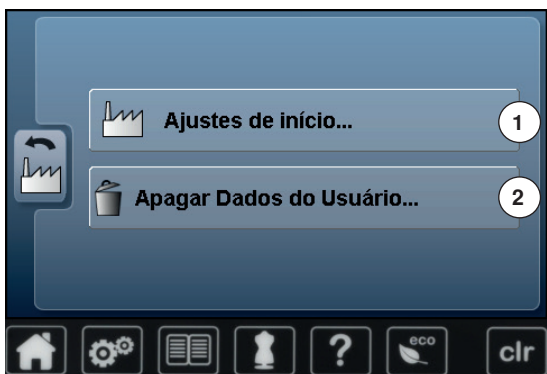 Ajustes de início...
1
Apagar Dados do Usuário...
2
?
eco
clr